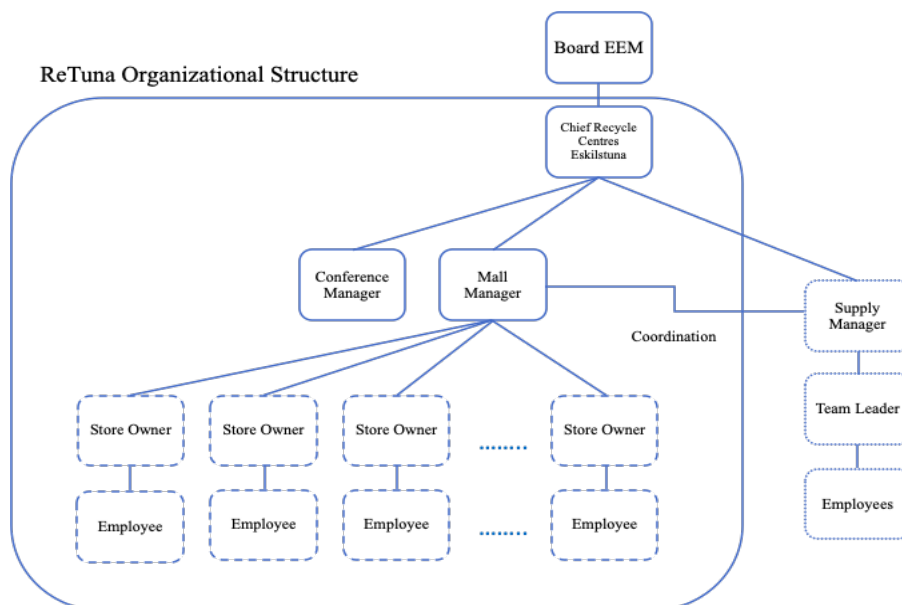 Board EEM
ReTuna Organizational Structure
Chief Recycle
Centres
Eskilstuna
Conference
Manager
Mall
Manager
Supply
Manager
Coordination
Team Leader
Store Owner
Store Owner
Store Owner
........
Store Owner
Employees
Employee
Employee
Employee
........
Employee